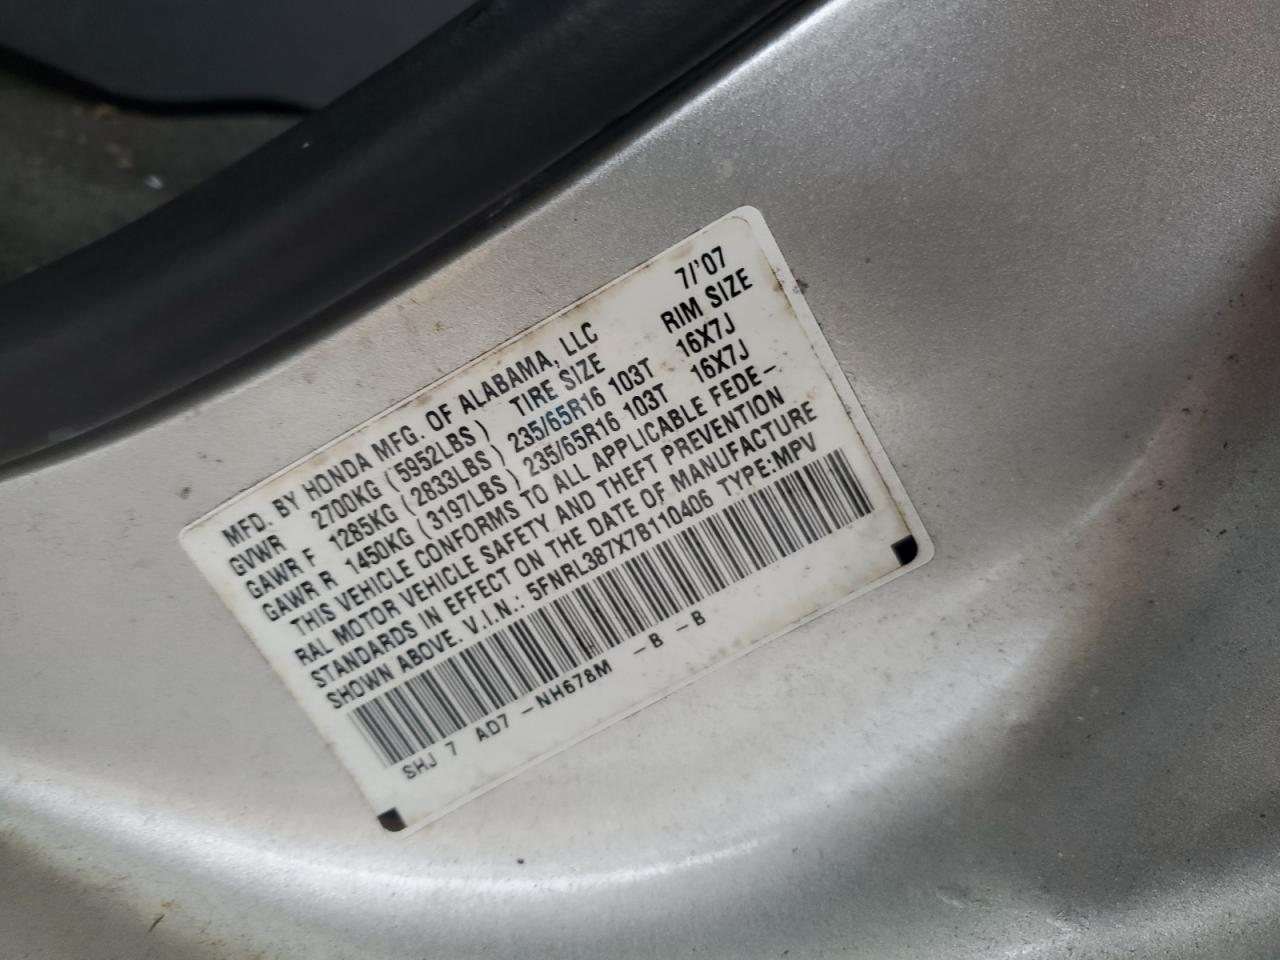 MFD. BY HONDA MFG. OF ALABAMA, LLC 7/'07
GVWR 2700KG (5952LBS) TIRE SIZE RIM SIZE
GAWR F 1285KG (2833LBS) 235/65R16 103T 16X7J
GAWR R 1450KG (3197LBS) 235/65R16 103T 16X7J
THIS VEHICLE CONFORMS TO ALL APPLICABLE FEDE-
RAL MOTOR VEHICLE SAFETY AND THEFT PREVENTION
STANDARDS IN EFFECT ON THE DATE OF MANUFACTURE
SHOWN ABOVE. V.I.N.: 5FNRL387X7B110406 TYPE:MPV
SHJ 7 AD7 -NH678M -B -B